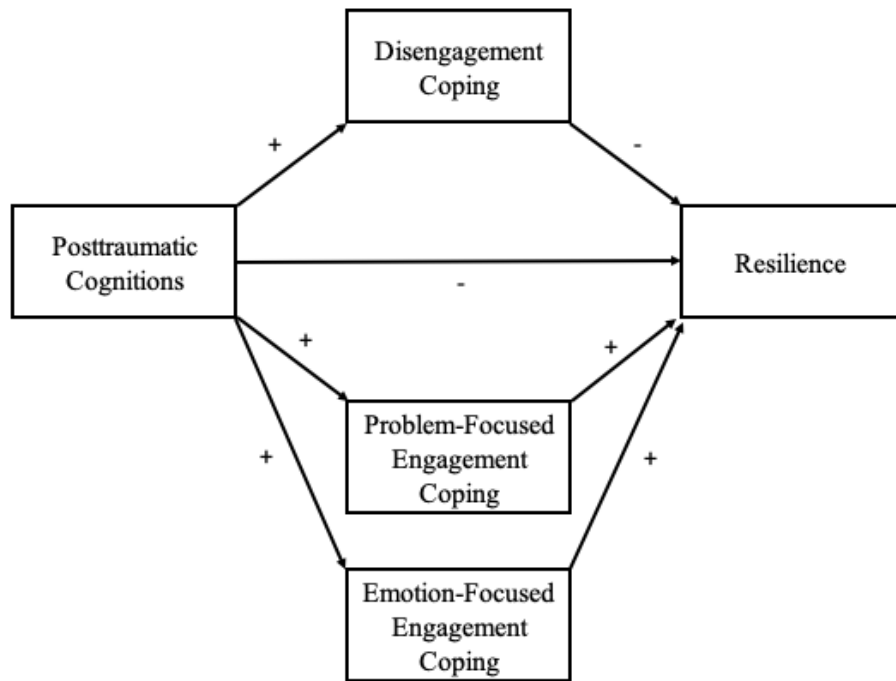 Disengagement
Coping
+
-
Posttraumatic
Cognitions
Resilience
-
+
+
Problem-Focused
Engagement
Coping
+
+
Emotion-Focused
Engagement
Coping